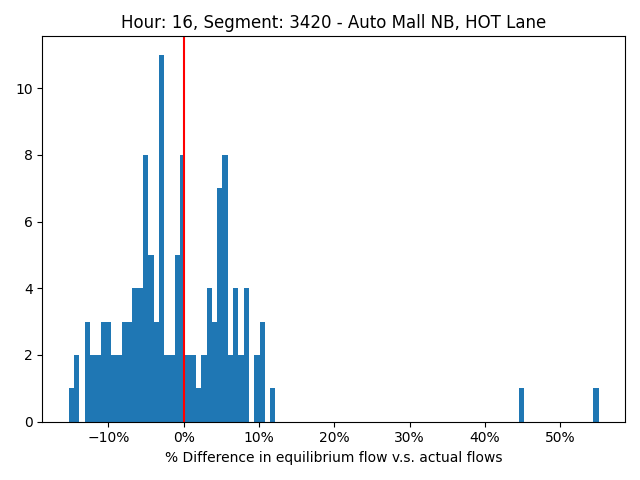 Hour: 16, Segment: 3420 - Auto Mall NB, HOT Lane
10
8
6
4
2
0
−10% 0% 10% 20% 30% 40% 50%
% Difference in equilibrium flow v.s. actual flows